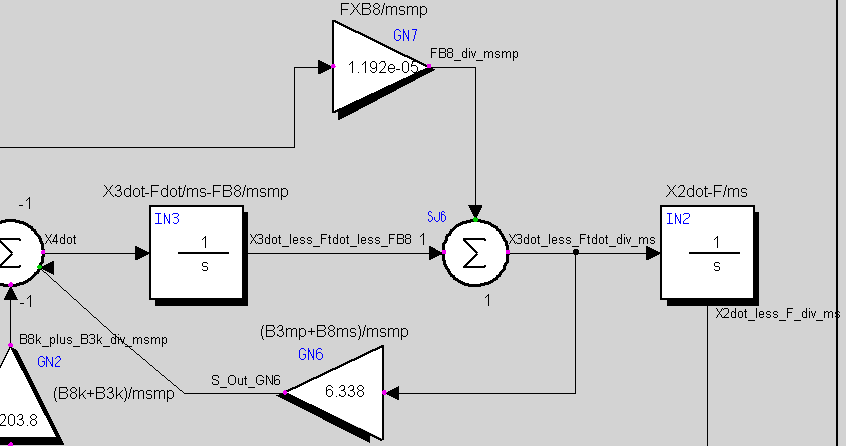 FXB8/msmp
GN7
FB8_div_msmp
1.192e-05
X3dot-Fdot/ms-FB8/msmp
X2dot-F/ms
-1
IN3
SJ6
IN2
X4dot
1
s
X3dot_less_Ftdot_less_FB8
1
Σ
X3dot_less_Ftdot_div_ms
1
s
Σ
-1
1
X2dot_less_F_div_ms
B8k_plus_B3k_div_msmp
(B3mp+B8ms)/msmp
GN2
GN6
S_Out_GN6
6.338
(B8k+B3k)/msmp
203.8